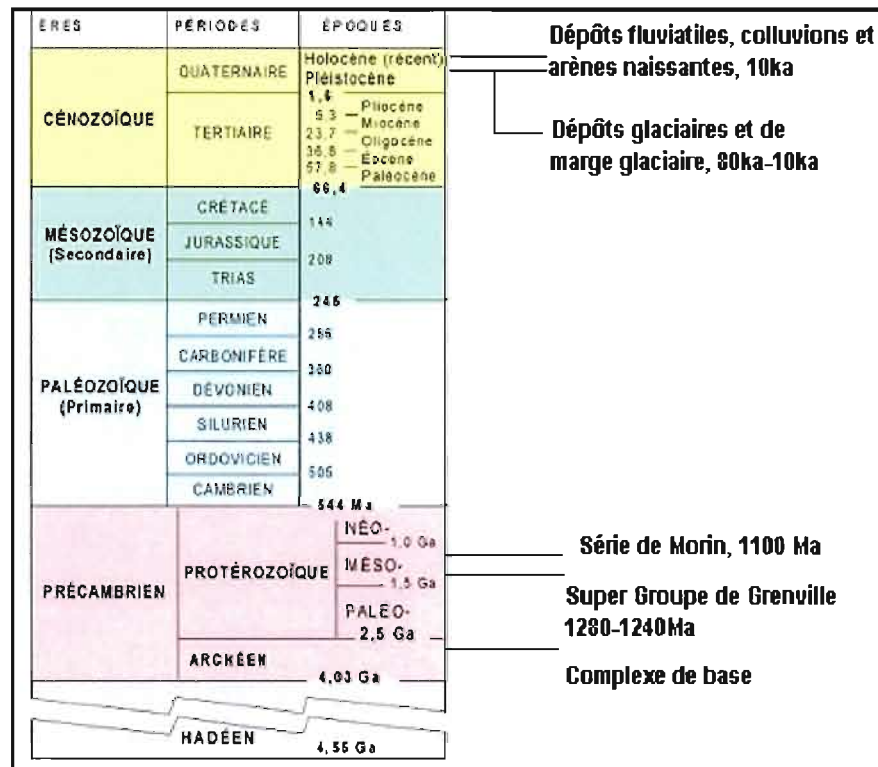 ÈRES PÉRIODES ÉPOQUES
CÉNOZOÏQUE
QUATERNAIRE
Holocène (récent)
Pléistocène
1,6
TERTIAIRE
Pliocène
5,3
Miocène
23,7
Oligocène
36,6
Éocène
57,8
Paléocène
66,4
MÉSOZOÏQUE
(Secondaire)
CRÉTACÉ
144
JURASSIQUE
208
TRIAS
245
PALÉOZOÏQUE
(Primaire)
PERMIEN
286
CARBONIFÈRE
360
DÉVONIEN
408
SILURIEN
438
ORDOVICIEN
505
CAMBRIEN
544 Ma
PRÉCAMBRIEN
PROTÉROZOÏQUE
NÉO-
1,0 Ga
MÉSO-
1,5 Ga
PALÉO-
2,5 Ga
ARCHÉEN
4,03 Ga
HADÉEN
4,55 Ga
Dépôts fluviatiles, colluvions et
arènes naissantes, 10ka
Dépôts glaciaires et de
marge glaciaire, 80ka-10ka
Série de Morin, 1100 Ma
Super Groupe de Grenville
1280-1240Ma
Complexe de base